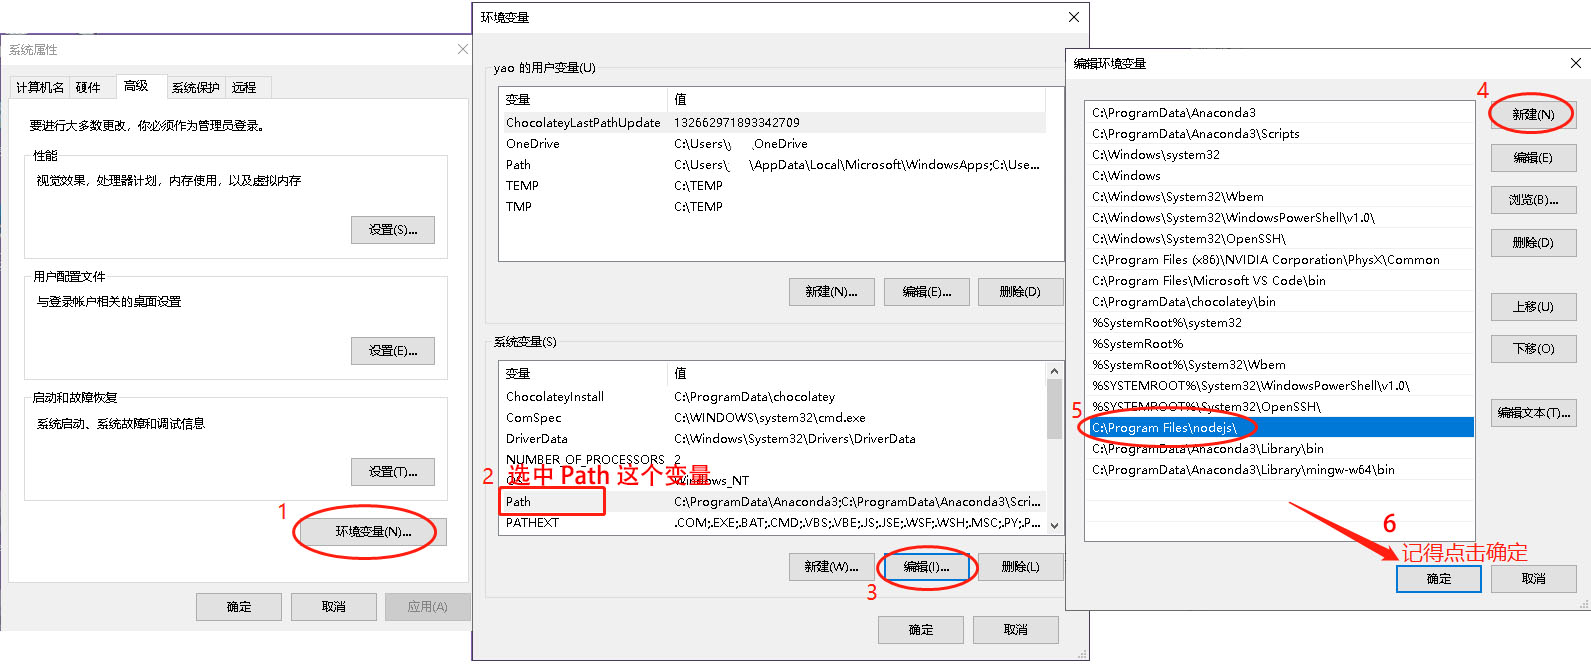 系统属性
计算机名
硬件
高级
系统保护
远程
要进行大多数更改，你必须作为管理员登录。
性能
视觉效果，处理器计划，内存使用，以及虚拟内存
设置(S)...
用户配置文件
与登录帐户相关的桌面设置
设置(E)...
启动和故障恢复
系统启动、系统故障和调试信息
设置(T)...
1
环境变量(N)...
确定
取消
应用(A)
环境变量
yao 的用户变量(U)
变量 值
ChocolateyLastPathUpdate 132662971893342709
OneDrive C:\Users\ .OneDrive
Path C:\Users\ \AppData\Local\Microsoft\WindowsApps;C:\Use...
TEMP C:\TEMP
TMP C:\TEMP
新建(N)...
编辑(E)...
删除(D)
系统变量(S)
变量 值
ChocolateyInstall C:\ProgramData\chocolatey
ComSpec C:\WINDOWS\system32\cmd.exe
DriverData C:\Windows\System32\Drivers\DriverData
NUMBER_OF_PROCESSORS 2
OS Windows_NT
2 选中 Path 这个变量
Path C:\ProgramData\Anaconda3;C:\ProgramData\Anaconda3\Scri...
PATHEXT .COM;.EXE;.BAT;.CMD;.VBS;.VBE;.JS;.JSE;.WSF;.WSH;.MSC;.PY;.P...
新建(W)...
编辑(I)...
删除(L)
3
确定
取消
编辑环境变量
C:\ProgramData\Anaconda3
C:\ProgramData\Anaconda3\Scripts
C:\Windows\system32
C:\Windows
C:\Windows\System32\Wbem
C:\Windows\System32\WindowsPowerShell\v1.0\
C:\Windows\System32\OpenSSH\
C:\Program Files (x86)\NVIDIA Corporation\PhysX\Common
C:\Program Files\Microsoft VS Code\bin
C:\ProgramData\chocolatey\bin
%SystemRoot%\system32
%SystemRoot%
%SystemRoot%\System32\Wbem
%SYSTEMROOT%\System32\WindowsPowerShell\v1.0\
%SYSTEMROOT%\System32\OpenSSH\
5
C:\Program Files\nodejs\
C:\ProgramData\Anaconda3\Library\bin
C:\ProgramData\Anaconda3\Library\mingw-w64\bin
4
新建(N)
编辑(E)
浏览(B)...
删除(D)
上移(U)
下移(O)
编辑文本(T)...
6
记得点击确定
确定
取消